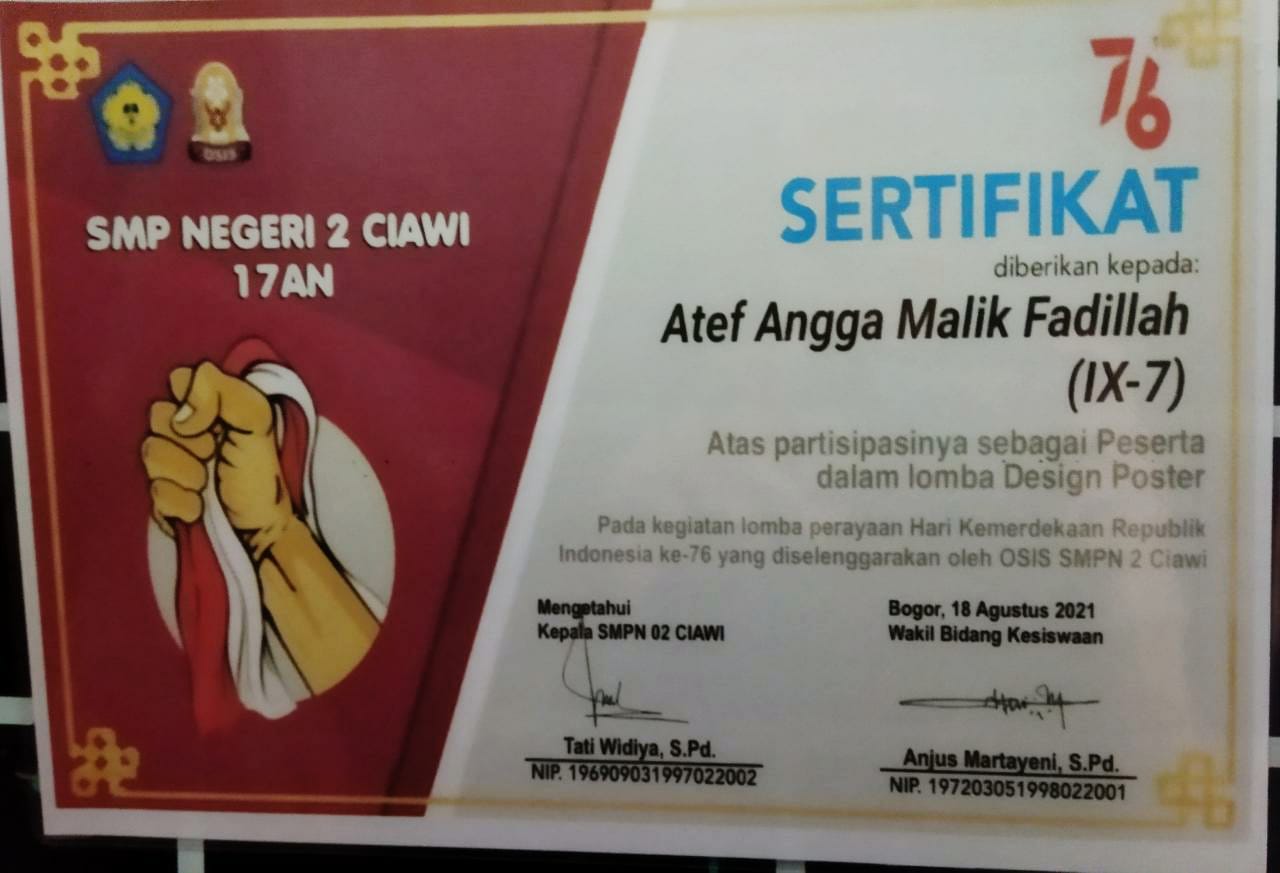 OSIS
SMP NEGERI 2 CIAWI
17AN
76
SERTIFIKAT
diberikan kepada:
Atef Angga Malik Fadillah
(IX-7)
Atas partisipasinya sebagai Peserta
dalam lomba Design Poster
Pada kegiatan lomba perayaan Hari Kemerdekaan Republik
Indonesia ke-76 yang diselenggarakan oleh OSIS SMPN 2 Ciawi
Mengetahui
Kepala SMPN 02 CIAWI
Tati Widiya, S.Pd.
NIP. 196909031997022002
Bogor, 18 Agustus 2021
Wakil Bidang Kesiswaan
Anjus Martayeni, S.Pd.
NIP. 197203051998022001